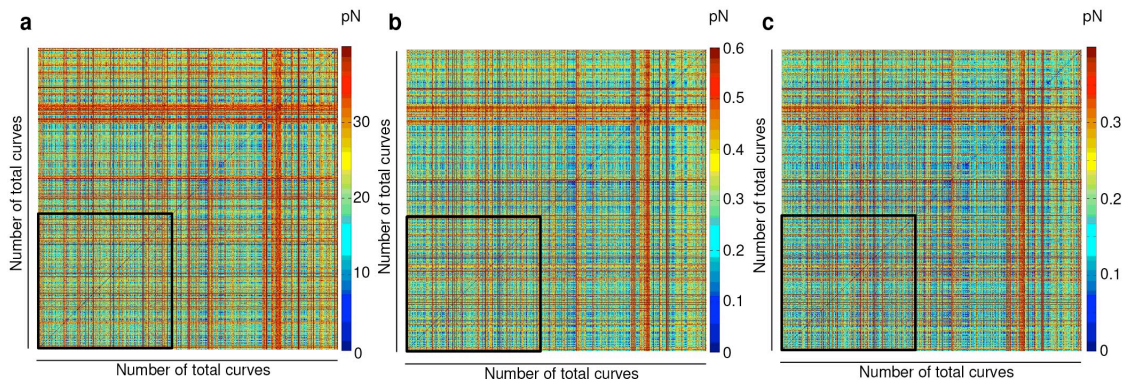 a
pN
Number of total curves
30
20
10
0
Number of total curves
b
pN
Number of total curves
0.6
0.5
0.4
0.3
0.2
0.1
0
Number of total curves
c
pN
Number of total curves
0.3
0.2
0.1
0
Number of total curves